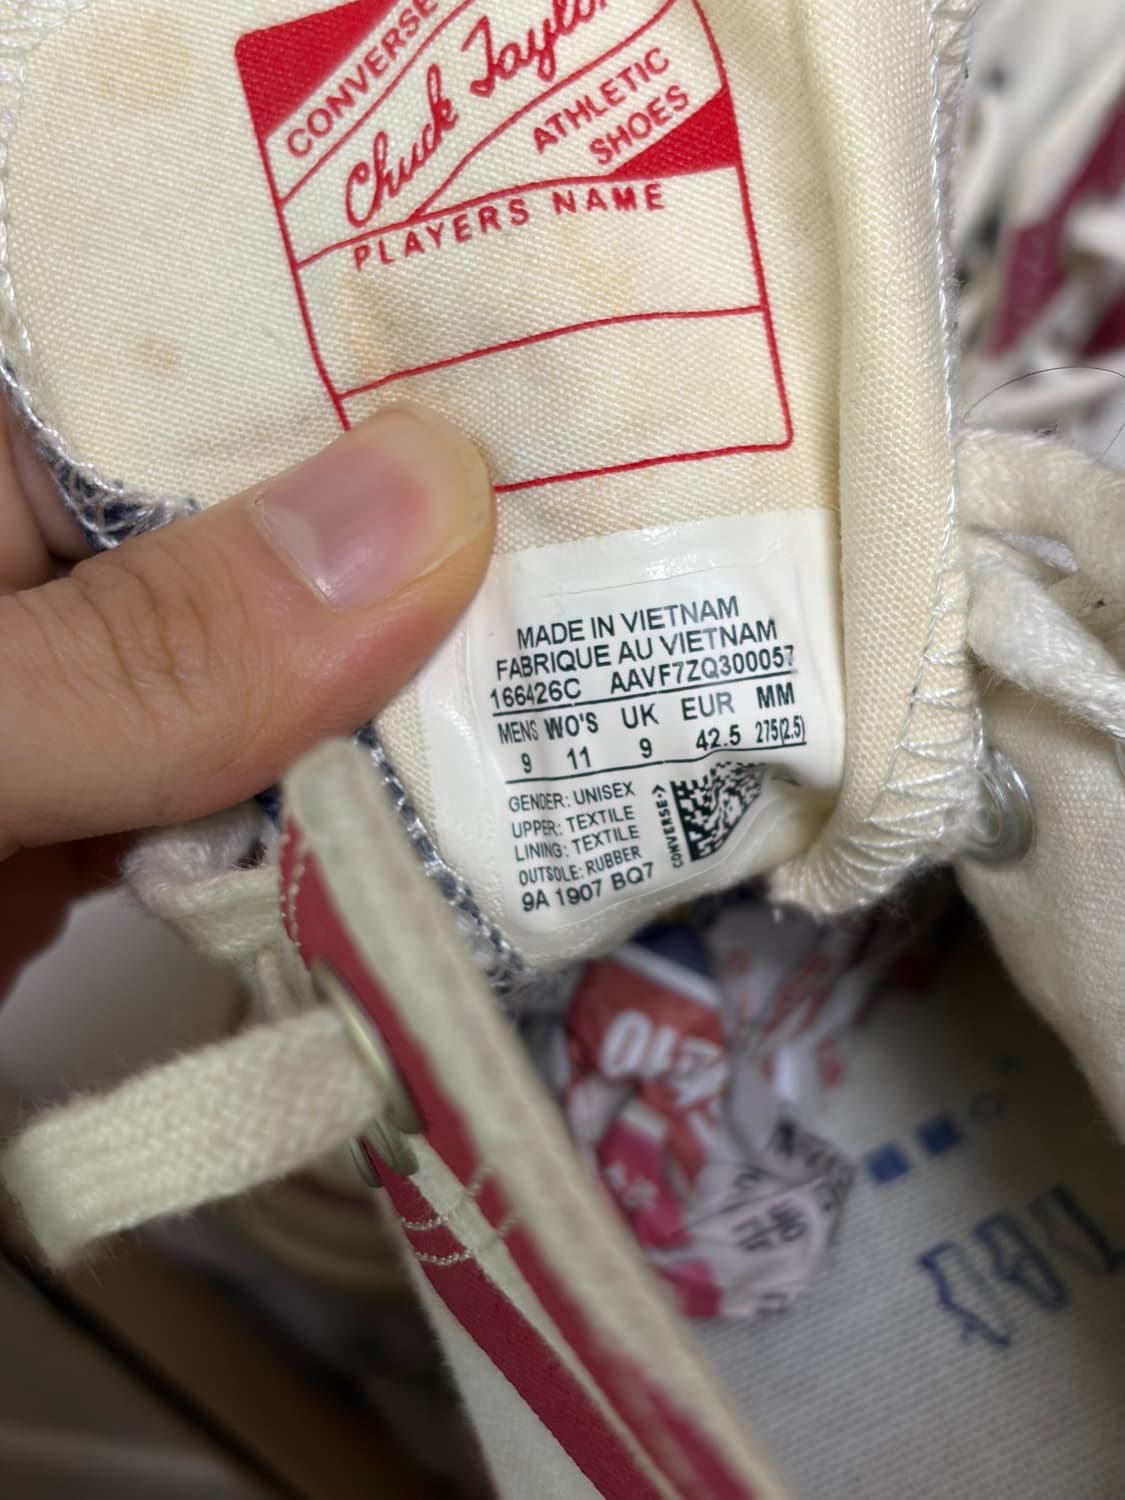 CONVERSE
Chuck Taylor
ATHLETIC
SHOES
PLAYERS NAME
MADE IN VIETNAM
FABRIQUE AU VIETNAM
166426C AAVF7ZQ300057
MENS WO'S UK EUR MM
9 11 9 42.5 275(2.5)
GENDER: UNISEX
UPPER: TEXTILE
LINING: TEXTILE
OUTSOLE: RUBBER
9A 1907 BQ7
CONVERSE>